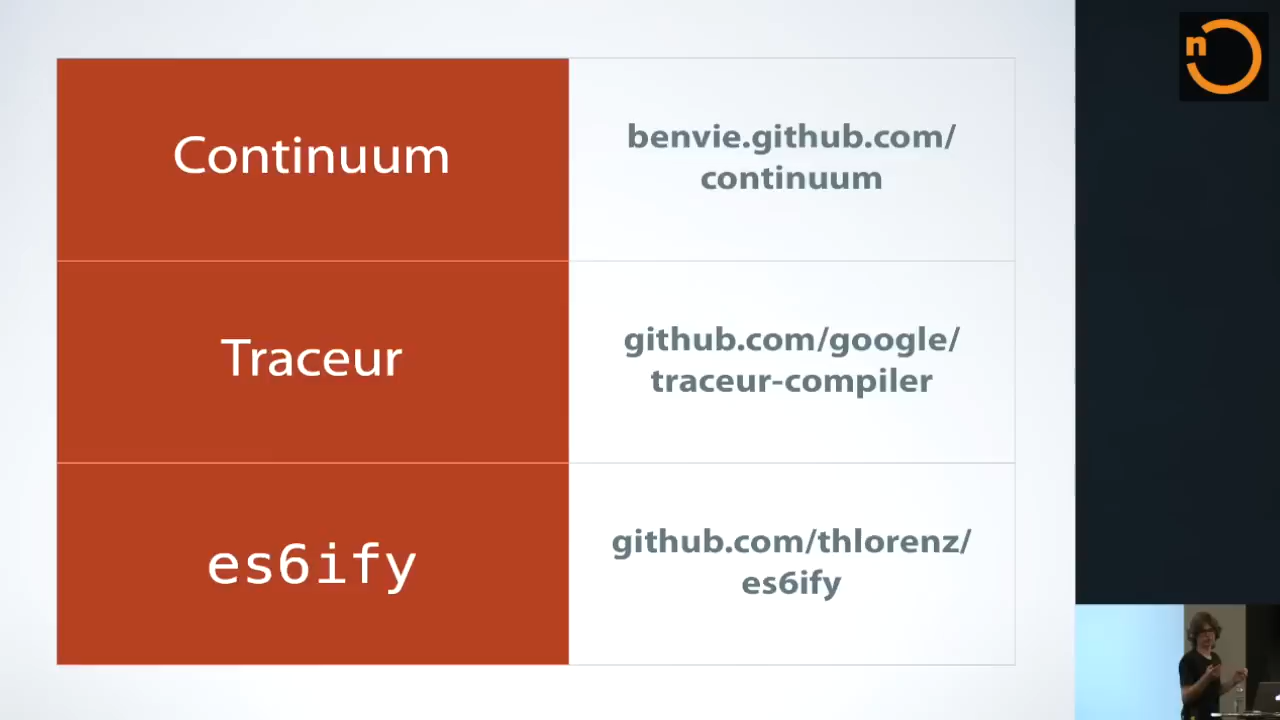 n
Continuum
benvie.github.com/
continuum
Traceur
github.com/google/
traceur-compiler
es6ify
github.com/thlorenz/
es6ify